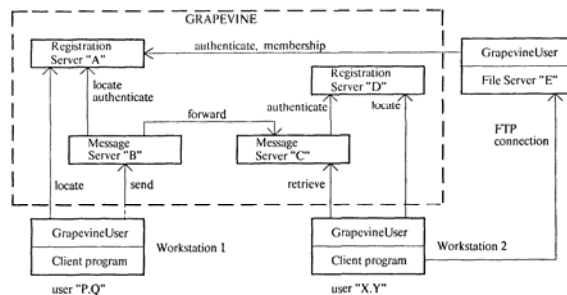 GRAPEVINE
Registration
Server "A"
authenticate, membership
GrapevineUser
File Server "E"
locate
authenticate
Registration
Server "D"
authenticate
locate
forward
FTP
connection
Message
Server "B"
Message
Server "C"
locate
send
retrieve
GrapevineUser
Client program
Workstation 1
GrapevineUser
Client program
Workstation 2
user "P.Q"
user "X.Y"